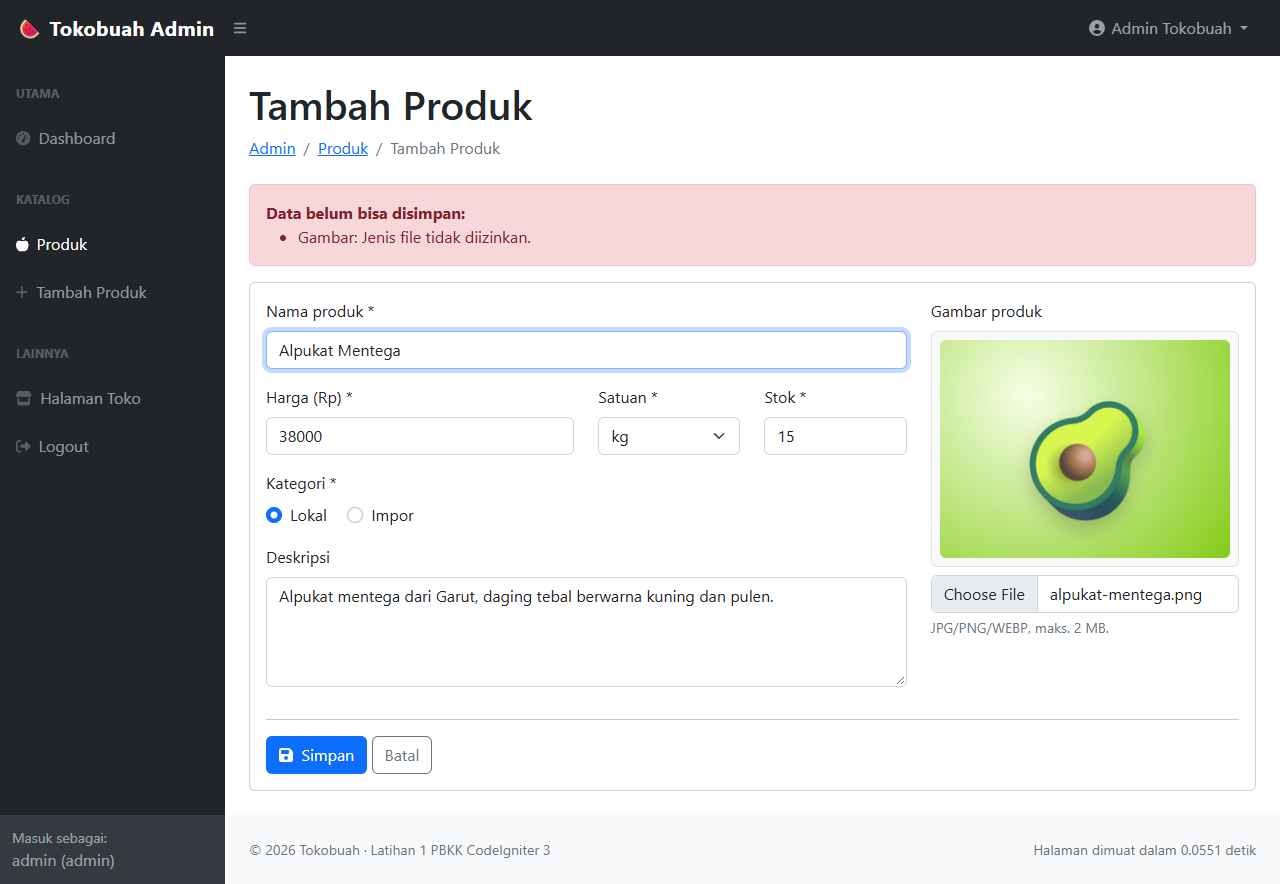 Tokobuah Admin
Admin Tokobuah
UTAMA
Dashboard
KATALOG
Produk
Tambah Produk
LAINNYA
Halaman Toko
Logout
Masuk sebagai:
admin (admin)
Tambah Produk
Admin / Produk / Tambah Produk
Data belum bisa disimpan:
• Gambar: Jenis file tidak diizinkan.
Nama produk *
Alpukat Mentega
Harga (Rp) *
38000
Satuan *
kg
Stok *
15
Kategori *
Lokal
Impor
Deskripsi
Alpukat mentega dari Garut, daging tebal berwarna kuning dan pulen.
Gambar produk
Choose File alpukat-mentega.png
JPG/PNG/WEBP, maks. 2 MB.
Simpan
Batal
© 2026 Tokobuah · Latihan 1 PBKK CodeIgniter 3
Halaman dimuat dalam 0.0551 detik